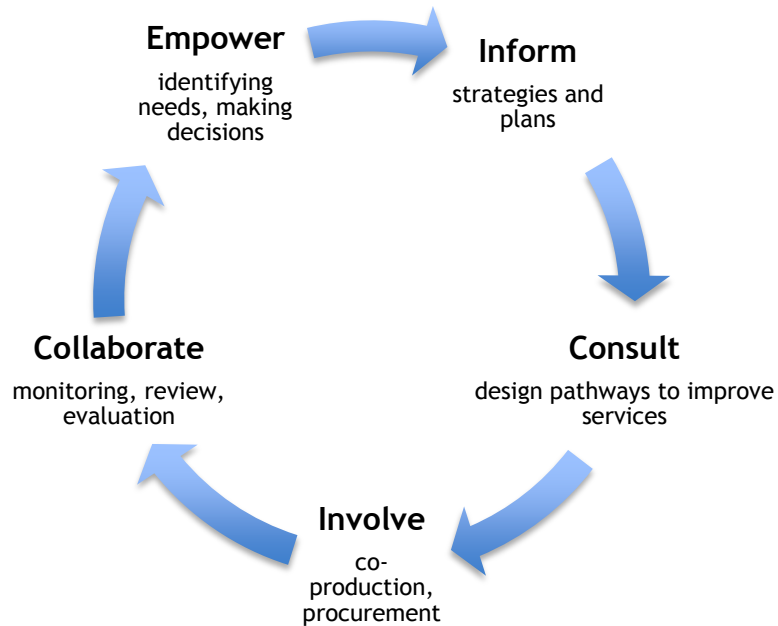 Empower
identifying
needs, making
decisions
Inform
strategies and
plans
Consult
design pathways to improve
services
Involve
co-
production,
procurement
Collaborate
monitoring, review,
evaluation